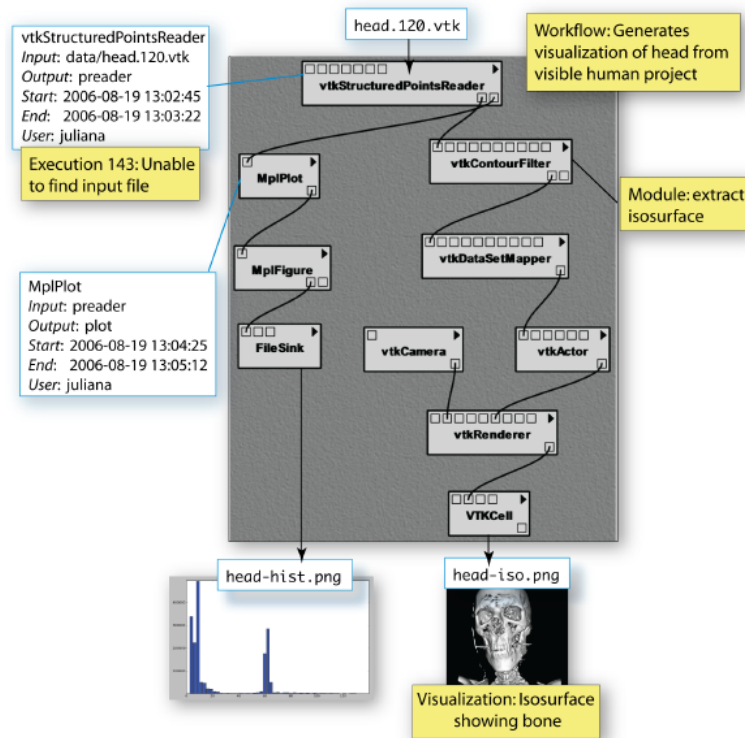 head.120.vtk
vtkStructuredPointsReader
Input: data/head.120.vtk
Output: preader
Start: 2006-08-19 13:02:45
End: 2006-08-19 13:03:22
User: juliana
Execution 143: Unable
to find input file
Workflow: Generates
visualization of head from
visible human project
vtkStructuredPointsReader
MplPlot
vtkContourFilter
Module: extract
isosurface
MplFigure
vtkDataSetMapper
MplPlot
Input: preader
Output: plot
Start: 2006-08-19 13:04:25
End: 2006-08-19 13:05:12
User: juliana
FileSink
vtkCamera
vtkActor
vtkRenderer
VTKCell
head-hist.png
head-iso.png
Visualization: Isosurface
showing bone